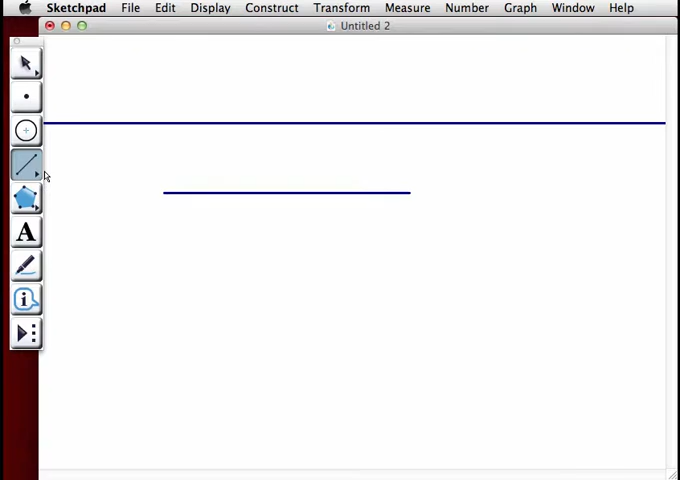 Sketchpad File Edit Display Construct Transform Measure Number Graph Window Help
Untitled 2
A
i